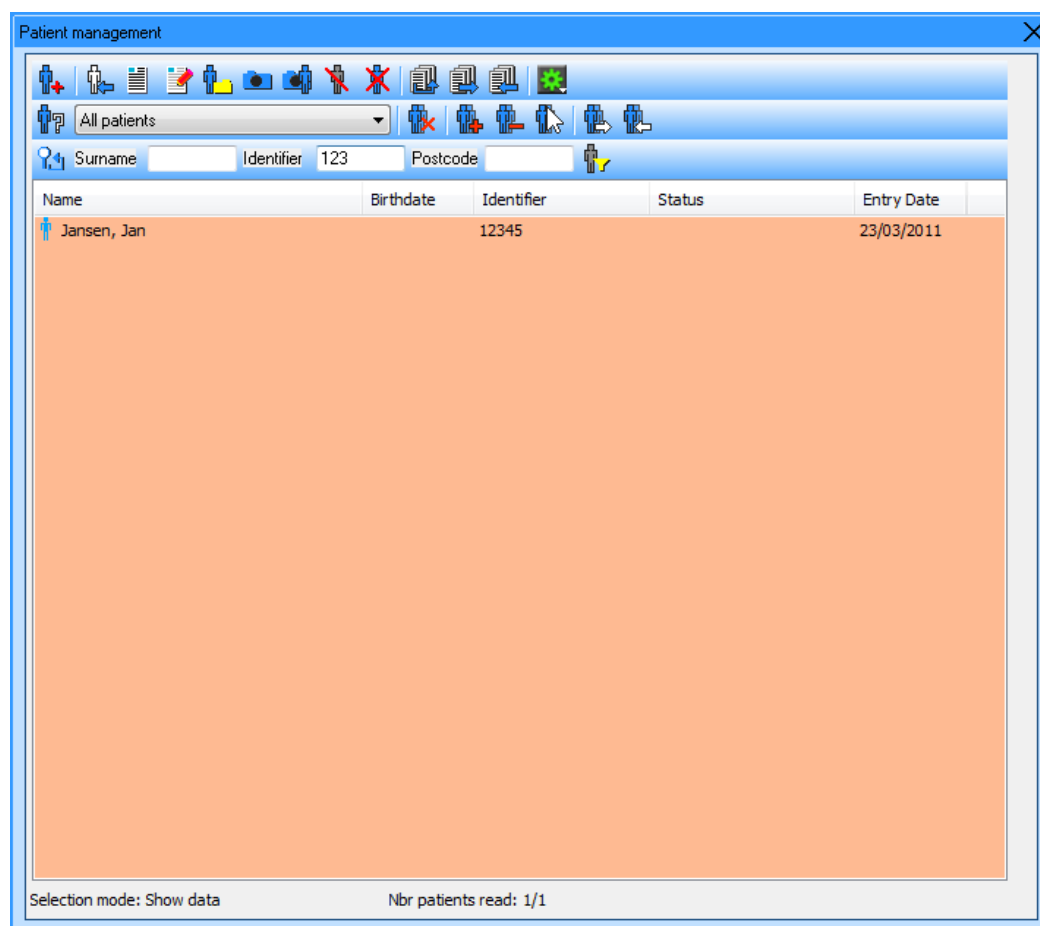 Patient management
All patients
Surname Identifier 123 Postcode
Name Birthdate Identifier Status Entry Date
Jansen, Jan 12345 23/03/2011
Selection mode: Show data Nbr patients read: 1/1